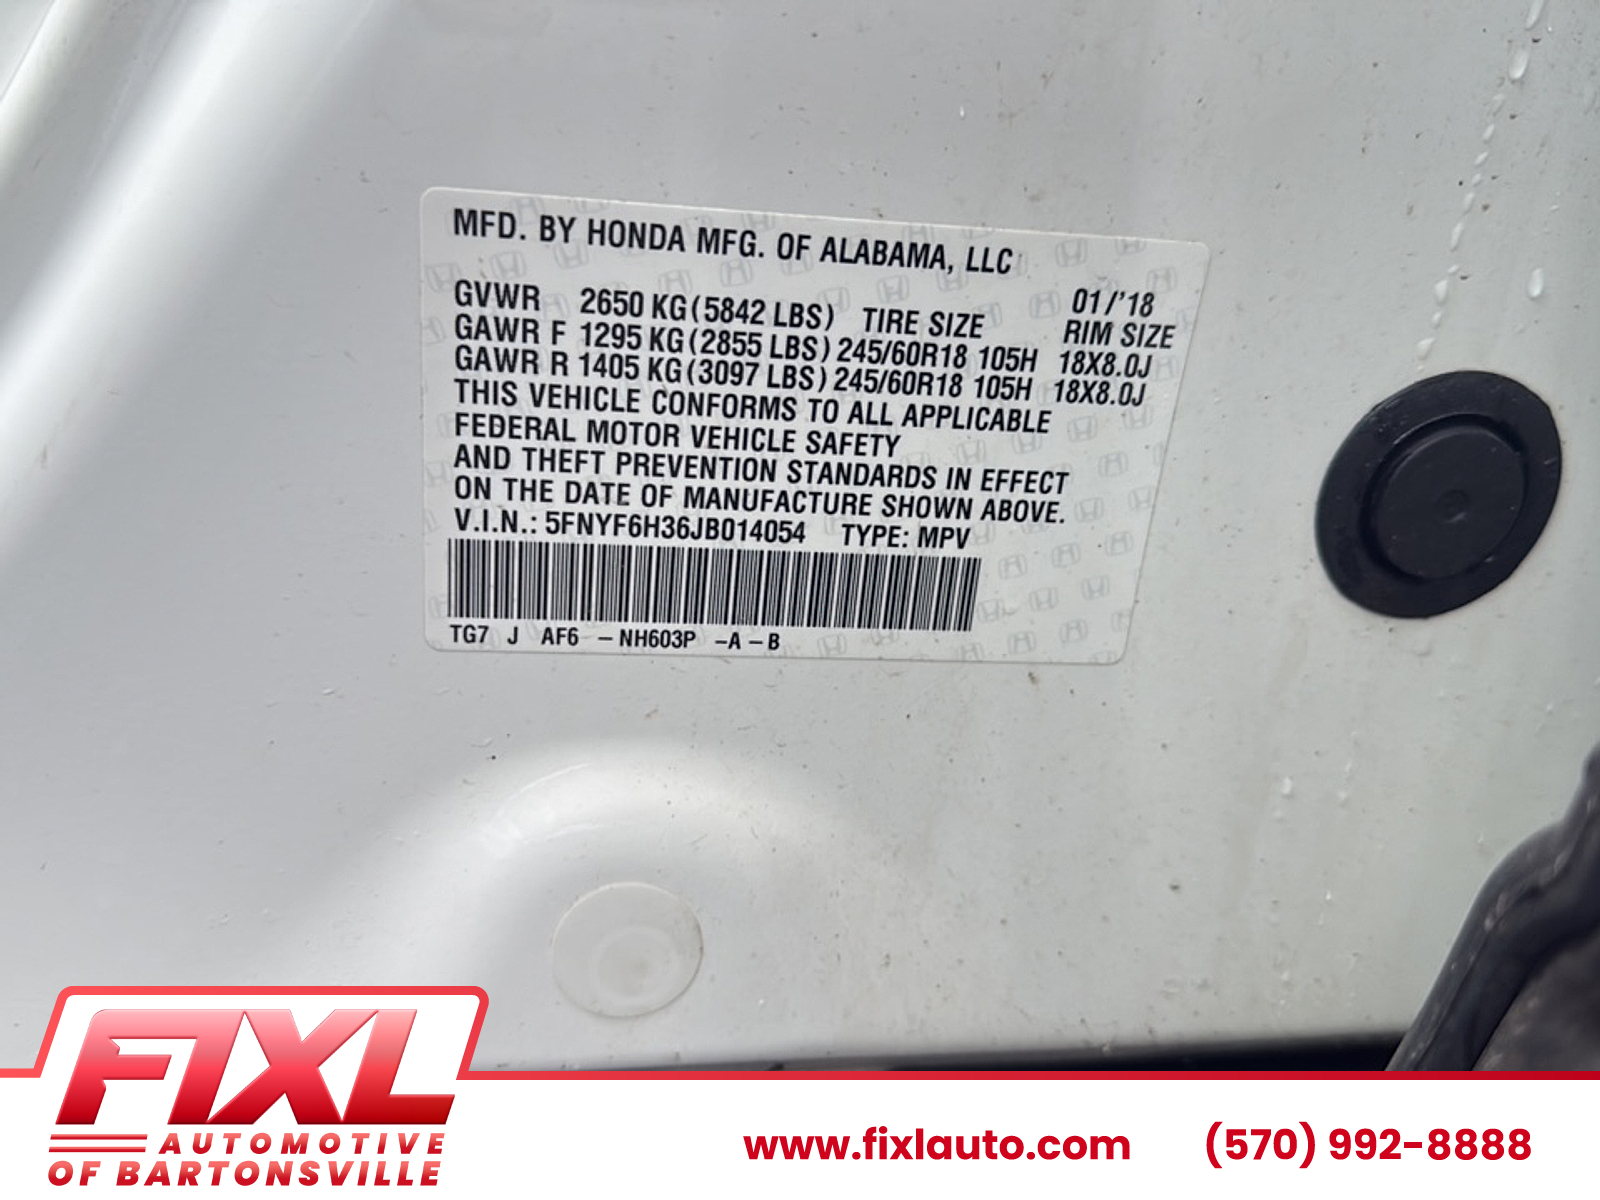 MFD. BY HONDA MFG. OF ALABAMA, LLC
01/'18
GVWR 2650 KG (5842 LBS) TIRE SIZE RIM SIZE
GAWR F 1295 KG (2855 LBS) 245/60R18 105H 18X8.0J
GAWR R 1405 KG (3097 LBS) 245/60R18 105H 18X8.0J
THIS VEHICLE CONFORMS TO ALL APPLICABLE
FEDERAL MOTOR VEHICLE SAFETY
AND THEFT PREVENTION STANDARDS IN EFFECT
ON THE DATE OF MANUFACTURE SHOWN ABOVE.
V.I.N.: 5FNYF6H36JB014054 TYPE: MPV
TG7 J AF6 – NH603P –A – B
FIXL
AUTOMOTIVE
OF BARTONSVILLE
www.fixlauto.com (570) 992-8888